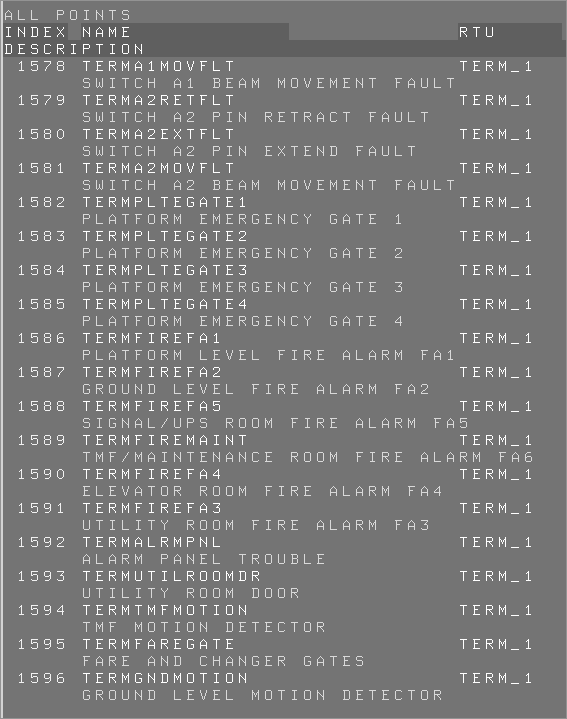 ALL POINTS
INDEX NAME RTU
DESCRIPTION
1578 TERMA1MOVFLT TERM_1
SWITCH A1 BEAM MOVEMENT FAULT
1579 TERMA2RETFLT TERM_1
SWITCH A2 PIN RETRACT FAULT
1580 TERMA2EXTFLT TERM_1
SWITCH A2 PIN EXTEND FAULT
1581 TERMA2MOVFLT TERM_1
SWITCH A2 BEAM MOVEMENT FAULT
1582 TERMPLTEGATE1 TERM_1
PLATFORM EMERGENCY GATE 1
1583 TERMPLTEGATE2 TERM_1
PLATFORM EMERGENCY GATE 2
1584 TERMPLTEGATE3 TERM_1
PLATFORM EMERGENCY GATE 3
1585 TERMPLTEGATE4 TERM_1
PLATFORM EMERGENCY GATE 4
1586 TERMFIREFA1 TERM_1
PLATFORM LEVEL FIRE ALARM FA1
1587 TERMFIREFA2 TERM_1
GROUND LEVEL FIRE ALARM FA2
1588 TERMFIREFA5 TERM_1
SIGNAL/UPS ROOM FIRE ALARM FA5
1589 TERMFIREMAINT TERM_1
TMF/MAINTENANCE ROOM FIRE ALARM FA6
1590 TERMFIREFA4 TERM_1
ELEVATOR ROOM FIRE ALARM FA4
1591 TERMFIREFA3 TERM_1
UTILITY ROOM FIRE ALARM FA3
1592 TERMALRMPNL TERM_1
ALARM PANEL TROUBLE
1593 TERMUTILROOMDR TERM_1
UTILITY ROOM DOOR
1594 TERMTMFMOTION TERM_1
TMF MOTION DETECTOR
1595 TERMFAREGATE TERM_1
FARE AND CHANGER GATES
1596 TERMGNDMOTION TERM_1
GROUND LEVEL MOTION DETECTOR